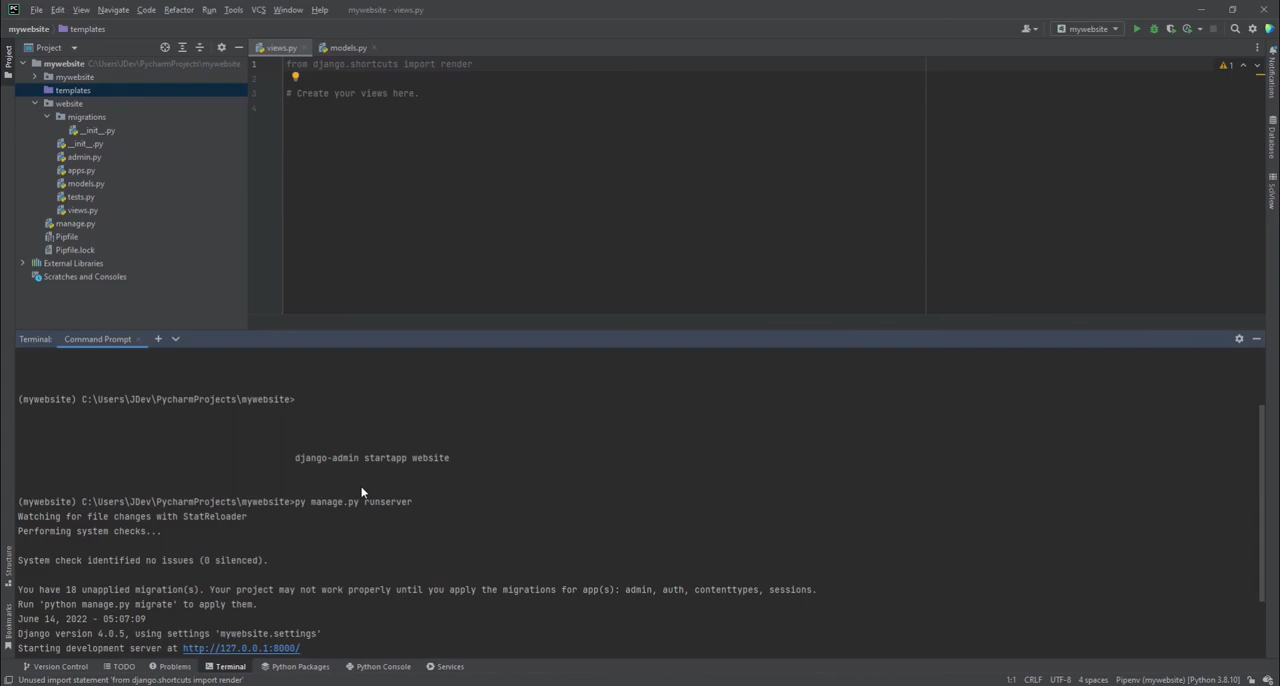 PC File Edit View Navigate Code Refactor Run Tools VCS Window Help mywebsite - views.py
mywebsite templates mywebsite
Project views.py models.py
mywebsite C:\Users\JDev\PycharmProjects\mywebsite
mywebsite
templates
website
migrations
__init__.py
__init__.py
admin.py
apps.py
models.py
tests.py
views.py
manage.py
Pipfile
Pipfile.lock
External Libraries
Scratches and Consoles
1 from django.shortcuts import render
2
3 # Create your views here.
4
1
Project
Structure
Bookmarks
Notifications
Database
SciView
Terminal: Command Prompt
(mywebsite) C:\Users\JDev\PycharmProjects\mywebsite>
django-admin startapp website
(mywebsite) C:\Users\JDev\PycharmProjects\mywebsite>py manage.py runserver
Watching for file changes with StatReloader
Performing system checks...
System check identified no issues (0 silenced).
You have 18 unapplied migration(s). Your project may not work properly until you apply the migrations for app(s): admin, auth, contenttypes, sessions.
Run 'python manage.py migrate' to apply them.
June 14, 2022 - 05:07:09
Django version 4.0.5, using settings 'mywebsite.settings'
Starting development server at http://127.0.0.1:8000/
Version Control TODO Problems Terminal Python Packages Python Console Services
Unused import statement 'from django.shortcuts import render' 1:1 CRLF UTF-8 4 spaces Pipenv (mywebsite) [Python 3.8.10]